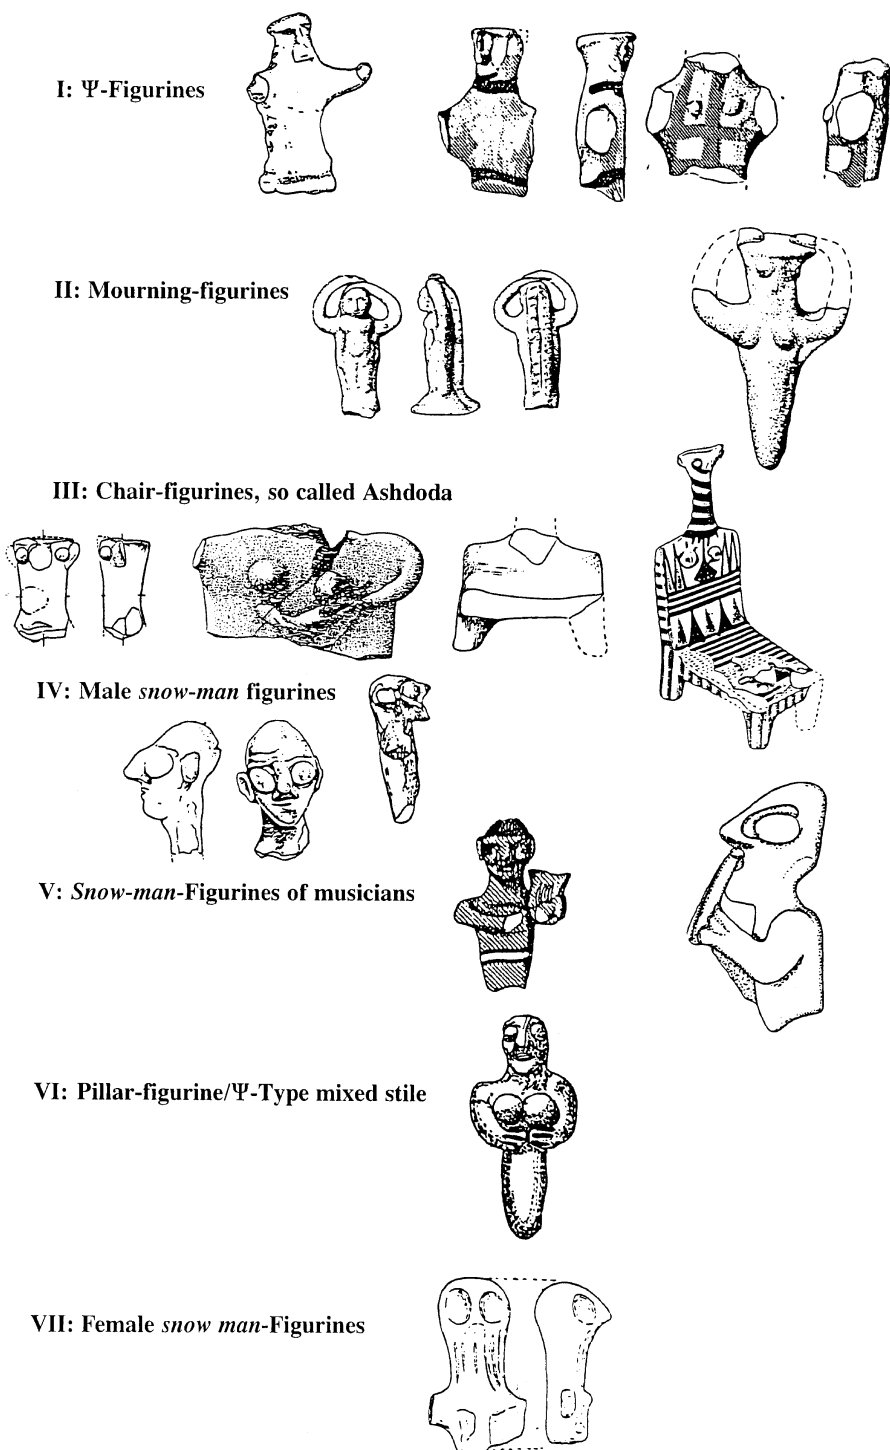 I: Ψ-Figurines
II: Mourning-figurines
III: Chair-figurines, so called Ashdoda
IV: Male snow-man figurines
V: Snow-man-Figurines of musicians
VI: Pillar-figurine/Ψ-Type mixed stile
VII: Female snow man-Figurines